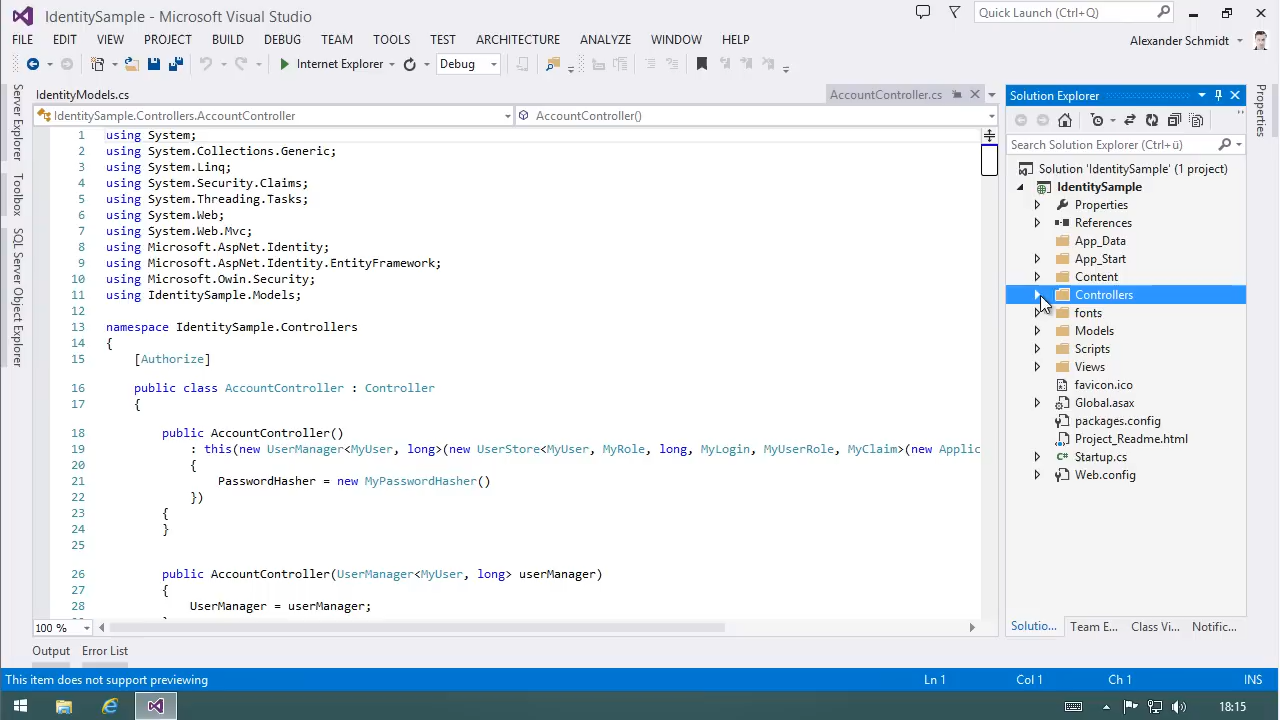 IdentitySample - Microsoft Visual Studio
Quick Launch (Ctrl+Q)
FILE EDIT VIEW PROJECT BUILD DEBUG TEAM TOOLS TEST ARCHITECTURE ANALYZE WINDOW HELP
Alexander Schmidt
Internet Explorer Debug
Server Explorer
Toolbox
SQL Server Object Explorer
IdentityModels.cs AccountController.cs
IdentitySample.Controllers.AccountController AccountController()
1 using System;
2 using System.Collections.Generic;
3 using System.Linq;
4 using System.Security.Claims;
5 using System.Threading.Tasks;
6 using System.Web;
7 using System.Web.Mvc;
8 using Microsoft.AspNet.Identity;
9 using Microsoft.AspNet.Identity.EntityFramework;
10 using Microsoft.Owin.Security;
11 using IdentitySample.Models;
12
13 namespace IdentitySample.Controllers
14 {
15 [Authorize]
16 public class AccountController : Controller
17 {
18 public AccountController()
19 : this(new UserManager<MyUser, long>(new UserStore<MyUser, MyRole, long, MyLogin, MyUserRole, MyClaim>(new Applic
20 {
21 PasswordHasher = new MyPasswordHasher()
22 })
23 {
24 }
25
26 public AccountController(UserManager<MyUser, long> userManager)
27 {
28 UserManager = userManager;
100 %
Output Error List
Solution Explorer
Search Solution Explorer (Ctrl+ü)
Solution 'IdentitySample' (1 project)
IdentitySample
Properties
References
App_Data
App_Start
Content
Controllers
fonts
Models
Scripts
Views
favicon.ico
Global.asax
packages.config
Project_Readme.html
Startup.cs
Web.config
Solutio... Team E... Class Vi... Notific...
Properties
This item does not support previewing Ln 1 Col 1 Ch 1 INS
18:15